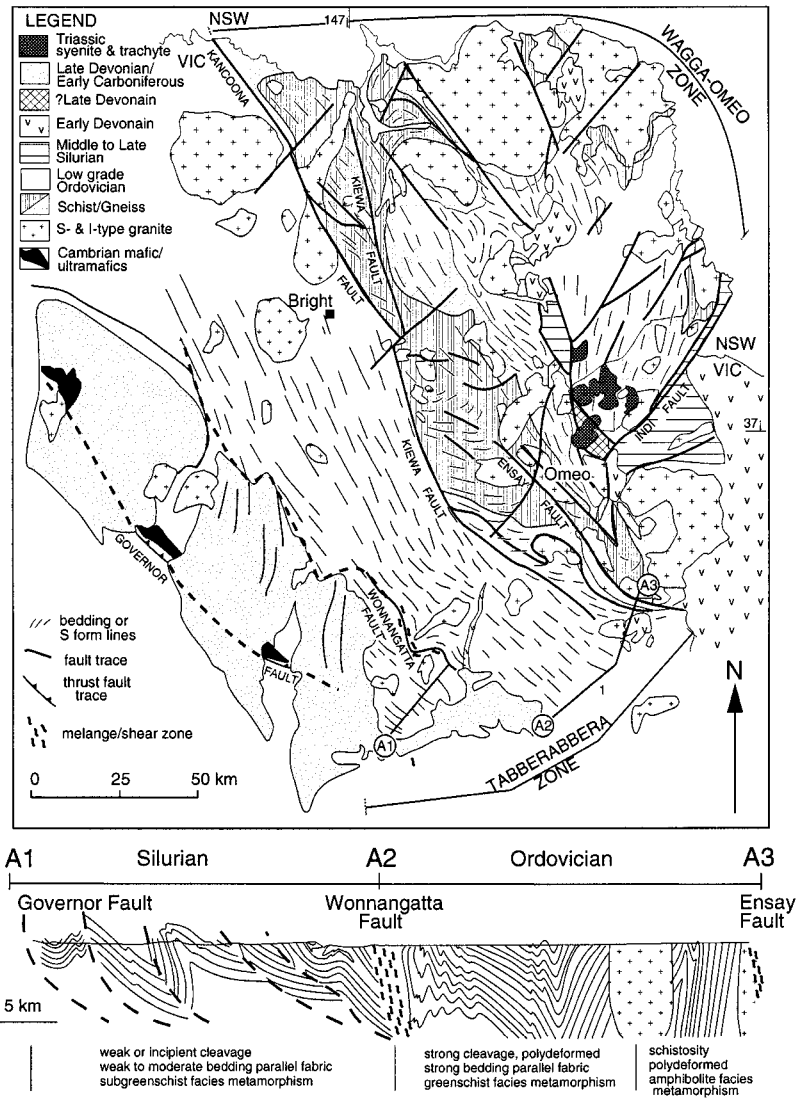 LEGEND
Triassic
syenite & trachyte
Late Devonian/
Early Carboniferous
?Late Devonain
Early Devonain
Middle to Late
Silurian
Low grade
Ordovician
Schist/Gneiss
S- & I-type granite
Cambrian mafic/
ultramafics
NSW
147
VIC
KANCOONA
FAULT
WAGGA-OMEO
ZONE
KIEWA
FAULT
Bright
NSW
VIC
37
INDI FAULT
KIEWA
FAULT
ENSAY
FAULT
Omeo
GOVERNOR
FAULT
WONNANGATTA
FAULT
A3
A2
A1
1
TABBERABBERA
ZONE
N
bedding or
S form lines
fault trace
thrust fault
trace
melange/shear zone
0 25 50 km
A1 Silurian A2 Ordovician A3
Governor Fault
Wonnangatta
Fault
Ensay
Fault
5 km
weak or incipient cleavage
weak to moderate bedding parallel fabric
subgreenschist facies metamorphism
strong cleavage, polydeformed
strong bedding parallel fabric
greenschist facies metamorphism
schistosity
polydeformed
amphibolite facies
metamorphism